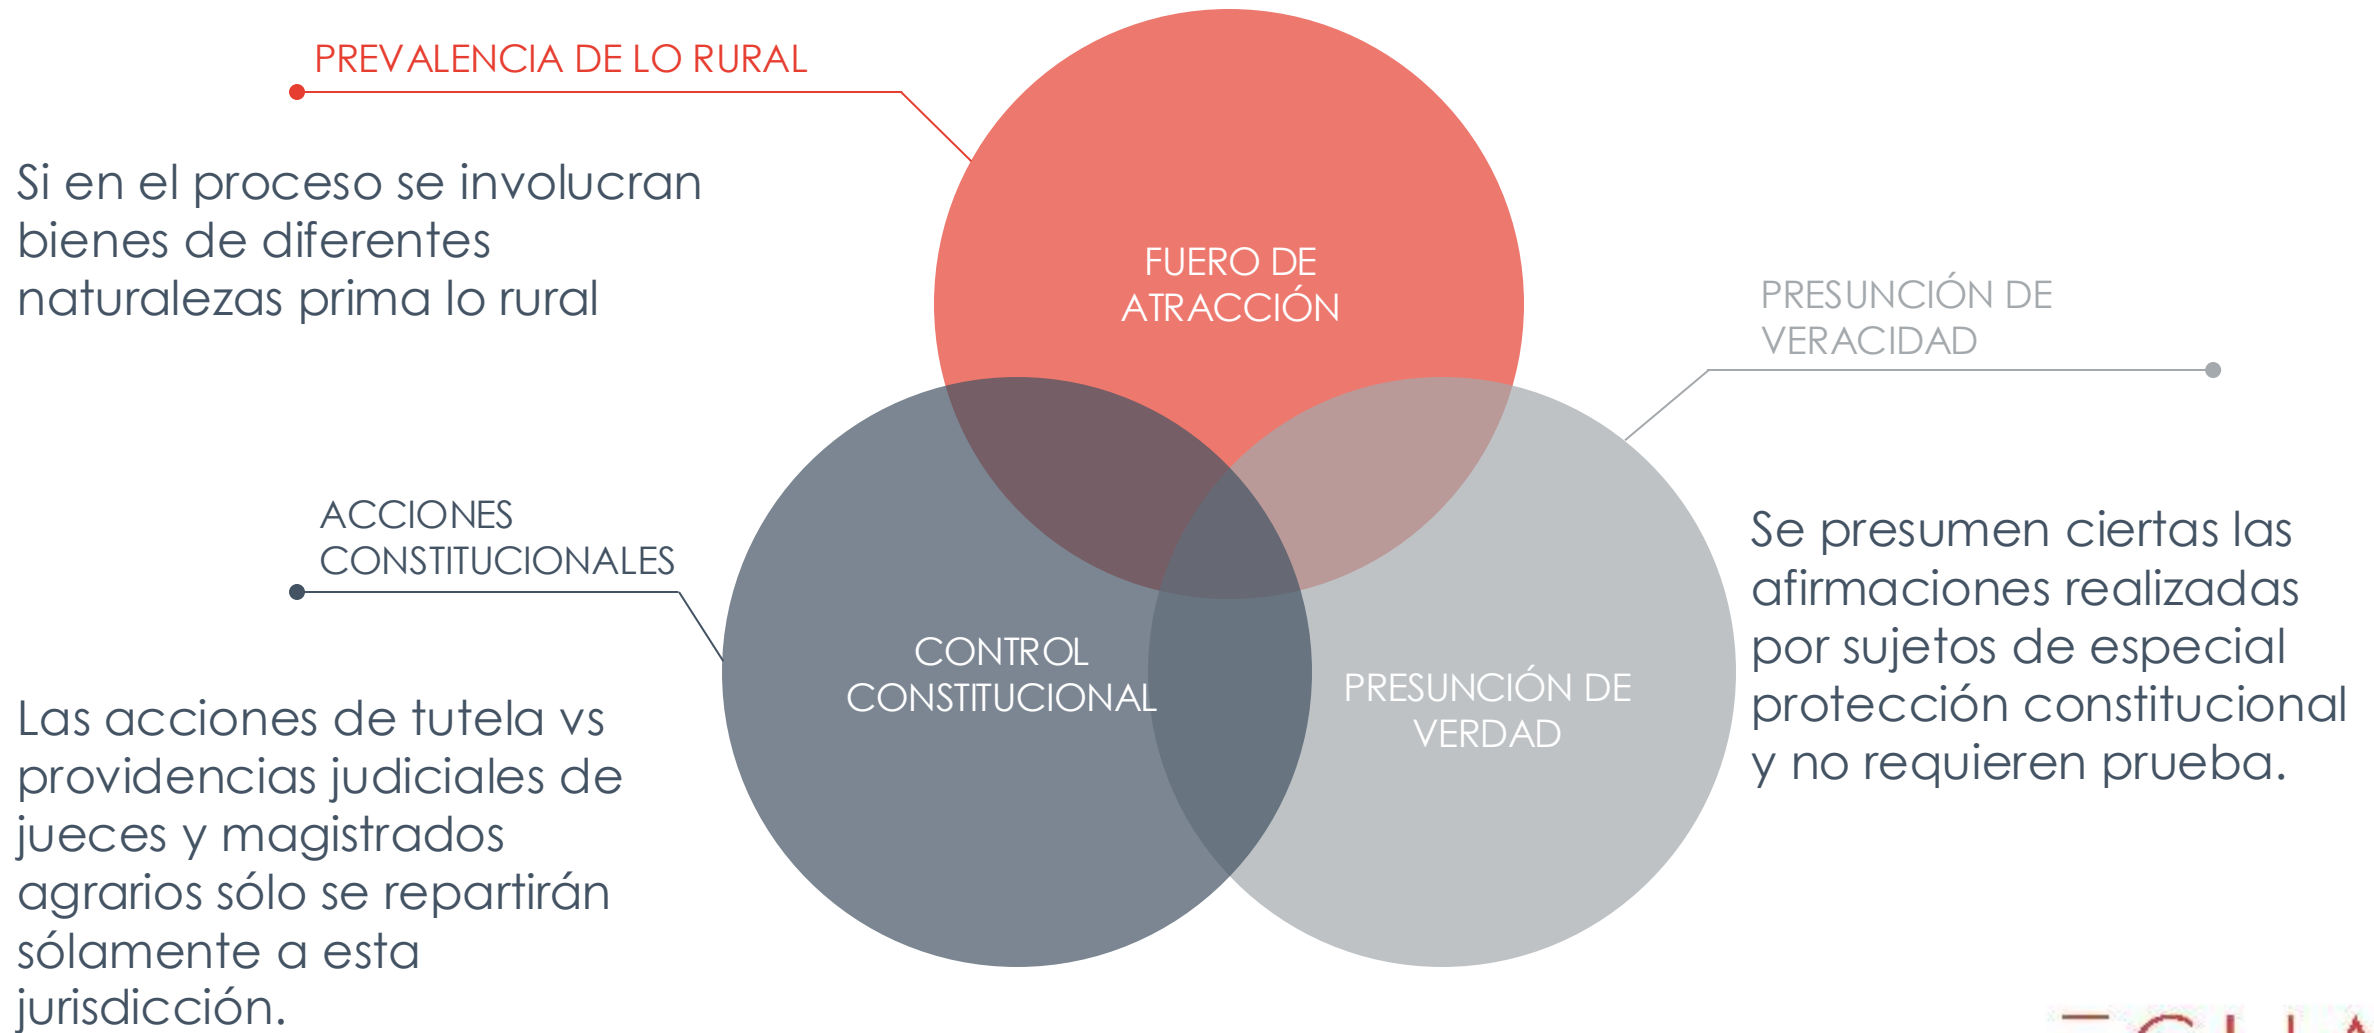 PREVALENCIA DE LO RURAL
Si en el proceso se involucran
bienes de diferentes
naturalezas prima lo rural
FUERO DE
ATRACCIÓN
PRESUNCIÓN DE
VERACIDAD
Se presumen ciertas las
afirmaciones realizadas
por sujetos de especial
protección constitucional
y no requieren prueba.
ACCIONES
CONSTITUCIONALES
Las acciones de tutela vs
providencias judiciales de
jueces y magistrados
agrarios sólo se repartirán
sólamente a esta
jurisdicción.
CONTROL
CONSTITUCIONAL
PRESUNCIÓN DE
VERDAD